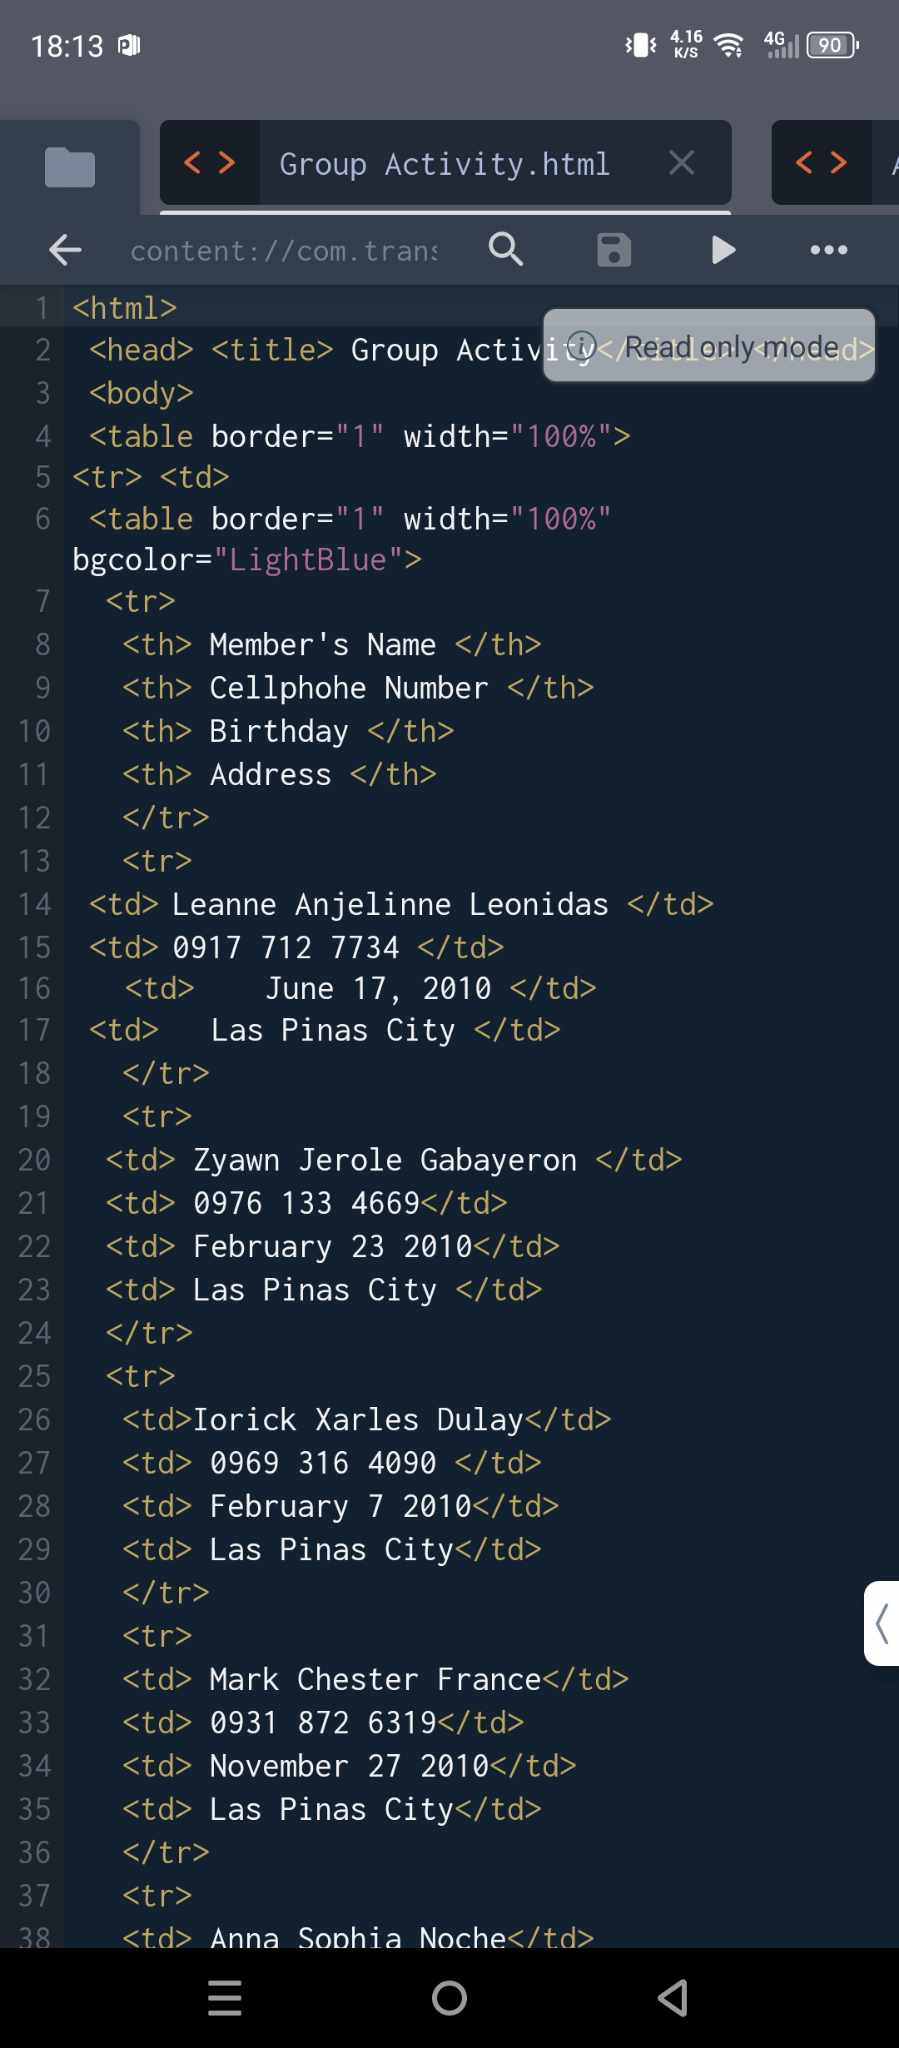 18:13 4.16 K/S 4G 90
< > Group Activity.html × < >
content://com.trans
1 <html>
2 <head> <title> Group Activity</title> </head>
Read only mode
3 <body>
4 <table border="1" width="100%">
5 <tr> <td>
6 <table border="1" width="100%"
bgcolor="LightBlue">
7 <tr>
8 <th> Member's Name </th>
9 <th> Cellphohe Number </th>
10 <th> Birthday </th>
11 <th> Address </th>
12 </tr>
13 <tr>
14 <td> Leanne Anjelinne Leonidas </td>
15 <td> 0917 712 7734 </td>
16 <td> June 17, 2010 </td>
17 <td> Las Pinas City </td>
18 </tr>
19 <tr>
20 <td> Zyawn Jerole Gabayeron </td>
21 <td> 0976 133 4669</td>
22 <td> February 23 2010</td>
23 <td> Las Pinas City </td>
24 </tr>
25 <tr>
26 <td>Iorick Xarles Dulay</td>
27 <td> 0969 316 4090 </td>
28 <td> February 7 2010</td>
29 <td> Las Pinas City</td>
30 </tr>
31 <tr>
32 <td> Mark Chester France</td>
33 <td> 0931 872 6319</td>
34 <td> November 27 2010</td>
35 <td> Las Pinas City</td>
36 </tr>
37 <tr>
38 <td> Anna Sophia Noche</td>